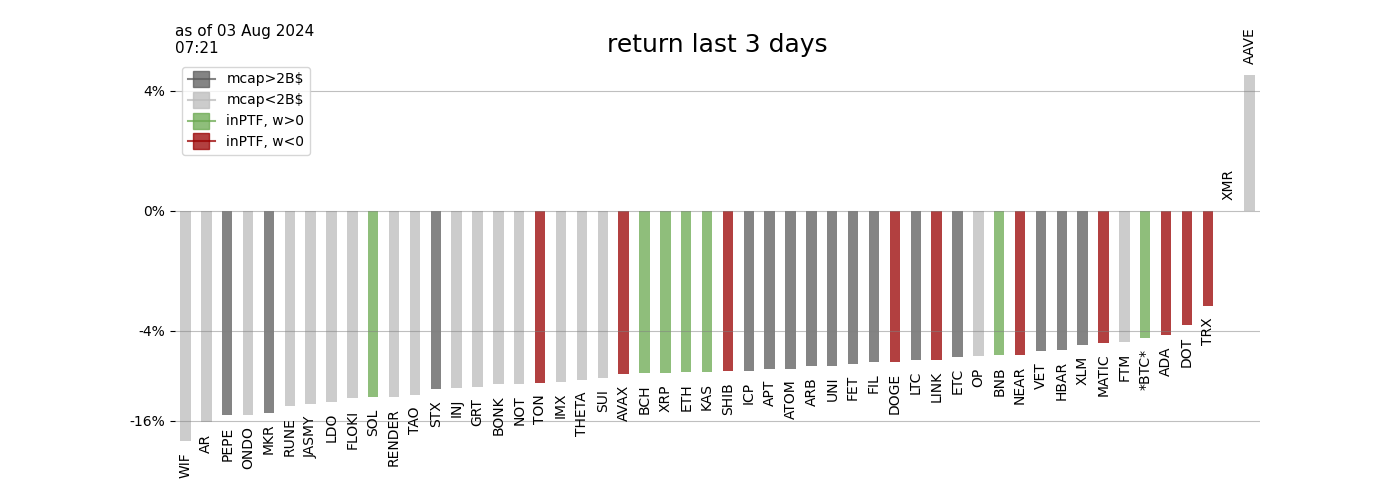 as of 03 Aug 2024
07:21
return last 3 days
mcap>2B$
mcap<2B$
inPTF, w>0
inPTF, w<0
4%
0%
-4%
-16%
WIF
AR
PEPE
ONDO
MKR
RUNE
JASMY
LDO
FLOKI
SOL
RENDER
TAO
STX
INJ
GRT
BONK
NOT
TON
IMX
THETA
SUI
AVAX
BCH
XRP
ETH
KAS
SHIB
ICP
APT
ATOM
ARB
UNI
FET
FIL
DOGE
LTC
LINK
ETC
OP
BNB
NEAR
VET
HBAR
XLM
MATIC
FTM
*BTC*
ADA
DOT
TRX
XMR
AAVE